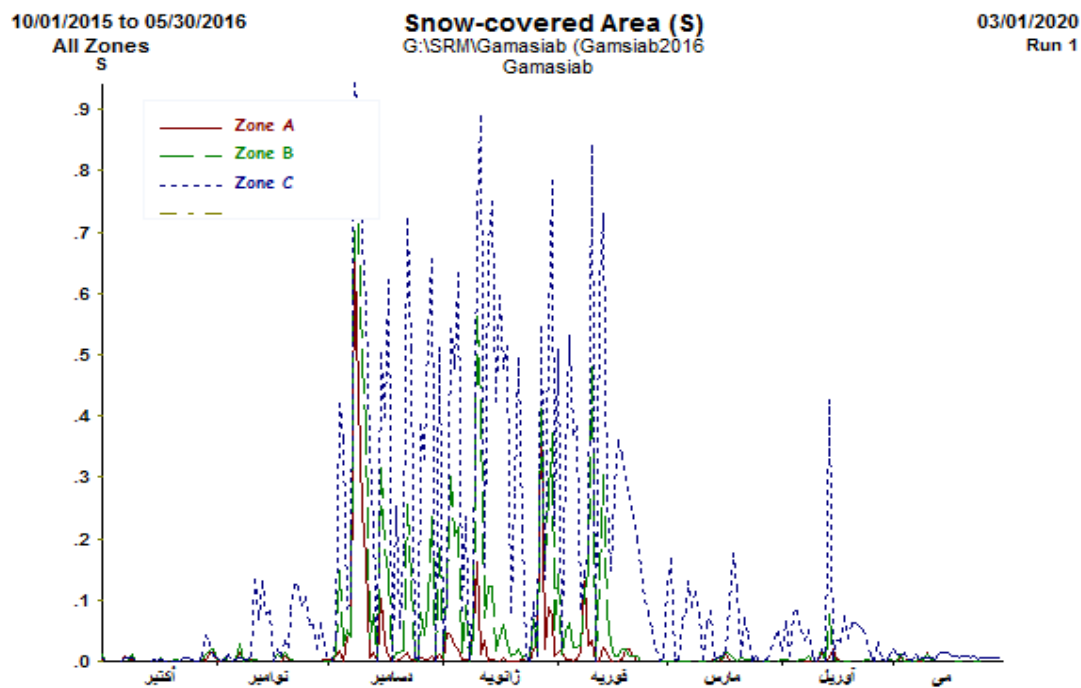 10/01/2015 to 05/30/2016
All Zones
Snow-covered Area (S)
G:\SRM\Gamasiab (Gamsiab2016
Gamasiab
03/01/2020
Run 1
S
Zone A
Zone B
Zone C
.9
.8
.7
.6
.5
.4
.3
.2
.1
.0
أکتبر
نوامبر
دسامبر
ژانویه
فوریه
مارس
آوریل
می